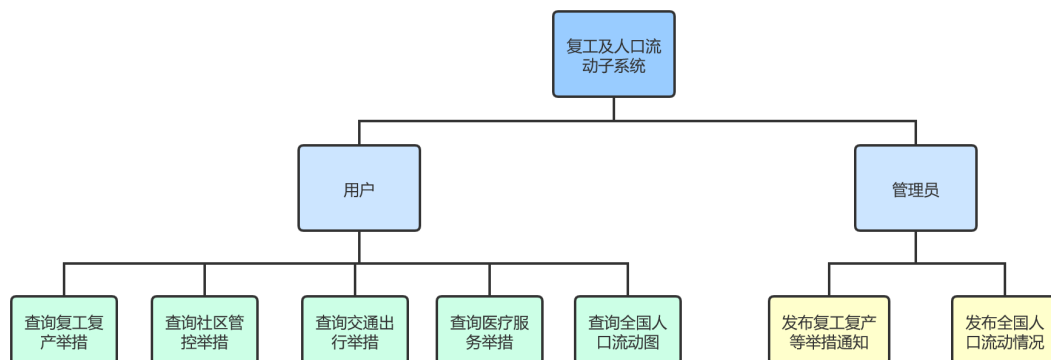 复工及人口流
动子系统
用户
管理员
查询复工复
产举措
查询社区管
控举措
查询交通出
行举措
查询医疗服
务举措
查询全国人
口流动图
发布复工复产
等举措通知
发布全国人
口流动情况